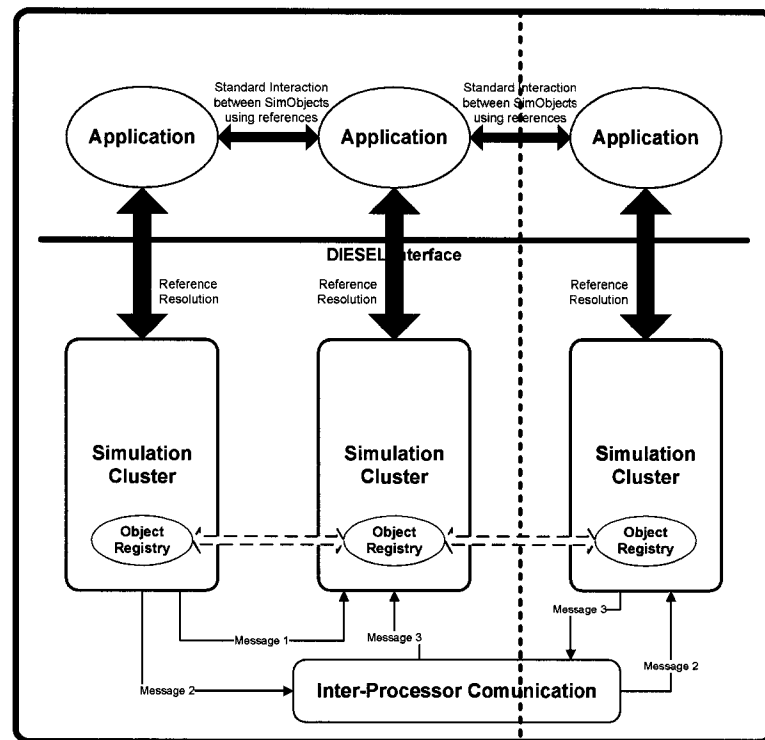 Standard Interaction
between SimObjects
using references
Standard Interaction
between SimObjects
using references
Application
Application
Application
DIESEL Interface
Reference
Resolution
Reference
Resolution
Reference
Resolution
Simulation
Cluster
Simulation
Cluster
Simulation
Cluster
Object
Registry
Object
Registry
Object
Registry
Message 1
Message 3
Message 3
Message 2
Message 2
Inter-Processor Comunication